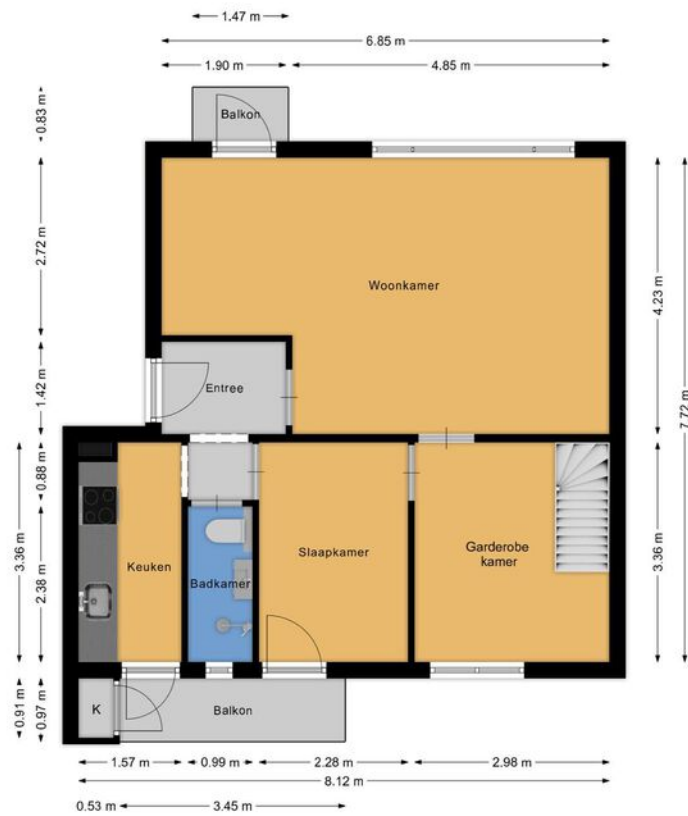 1.47 m
6.85 m
1.90 m
4.85 m
0.83 m
Balkon
2.72 m
Woonkamer
4.23 m
7.72 m
1.42 m
Entree
0.88 m
3.36 m
2.38 m
Keuken
Badkamer
Slaapkamer
Garderobe
kamer
3.36 m
0.91 m
0.97 m
K
Balkon
1.57 m
0.99 m
2.28 m
2.98 m
8.12 m
0.53 m
3.45 m